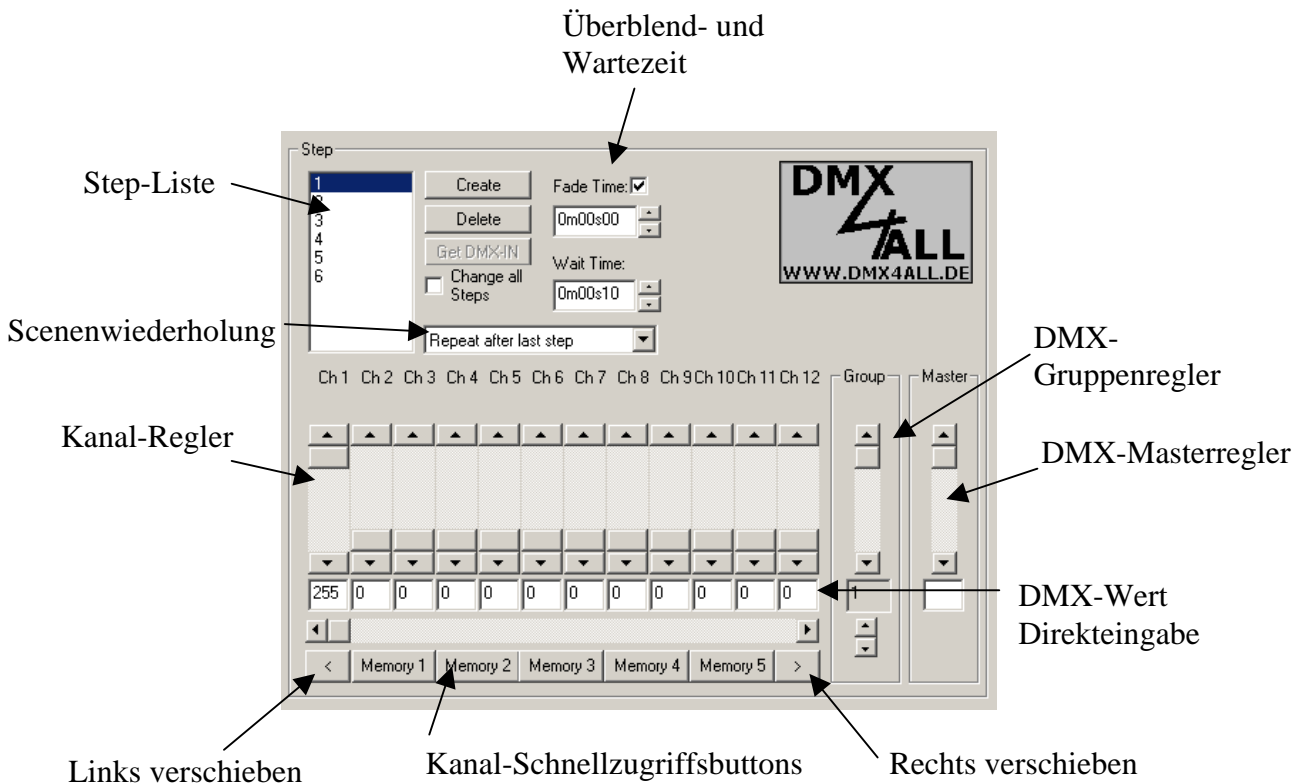 Überblend- und
Wartezeit
Step
Step-Liste
1
2
3
4
5
6
Create
Delete
Get DMX-IN
Change all
Steps
Fade Time:
0m00s00
Wait Time:
0m00s10
DMX
4
ALL
WWW.DMX4ALL.DE
Scenenwiederholung
Repeat after last step
DMX-
Gruppenregler
Ch 1 Ch 2 Ch 3 Ch 4 Ch 5 Ch 6 Ch 7 Ch 8 Ch 9 Ch 10 Ch 11 Ch 12
Group
Master
Kanal-Regler
DMX-Masterregler
255 0 0 0 0 0 0 0 0 0 0 0
1
DMX-Wert
Direkteingabe
< Memory 1 Memory 2 Memory 3 Memory 4 Memory 5 >
Links verschieben
Kanal-Schnellzugriffsbuttons
Rechts verschieben